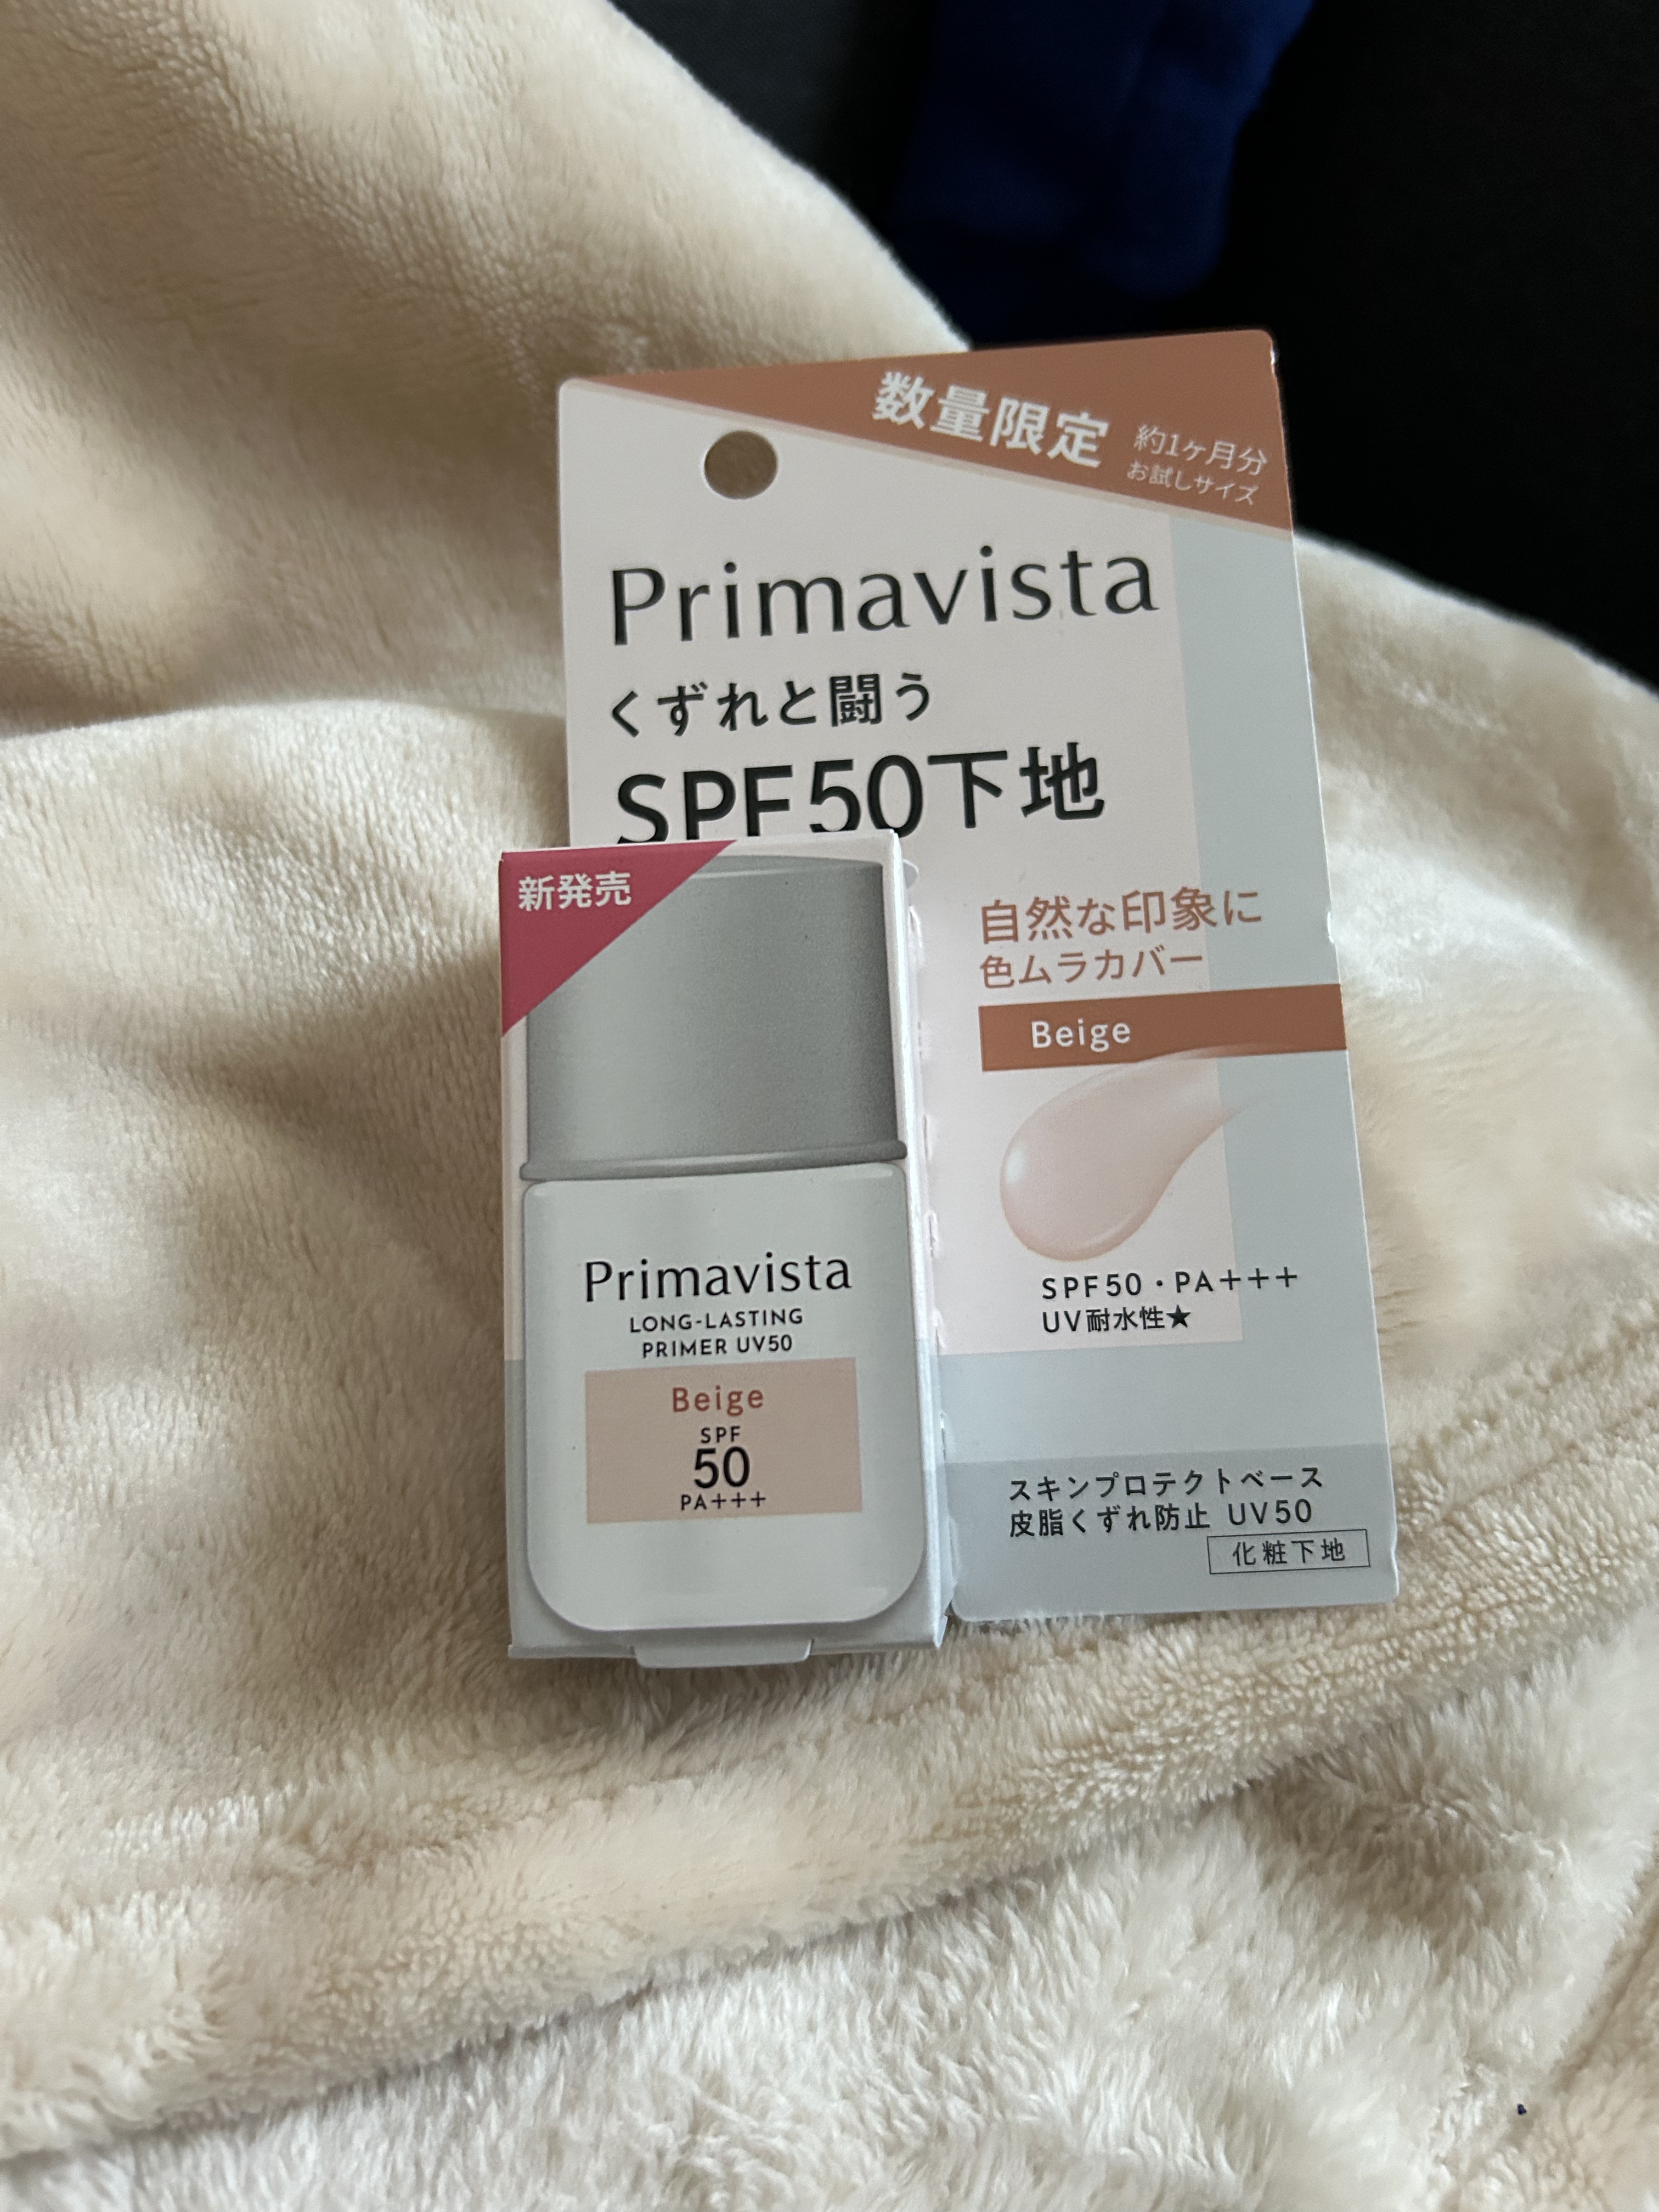 数量限定
約1ヶ月分
お試しサイズ
Primavista
くずれと闘う
SPF50下地
自然な印象に
色ムラカバー
Beige
SPF50・PA+++
UV耐水性★
スキンプロテクトベース
皮脂くずれ防止 UV50
化粧下地
新発売
Primavista
LONG-LASTING
PRIMER UV50
Beige
SPF
50
PA+++